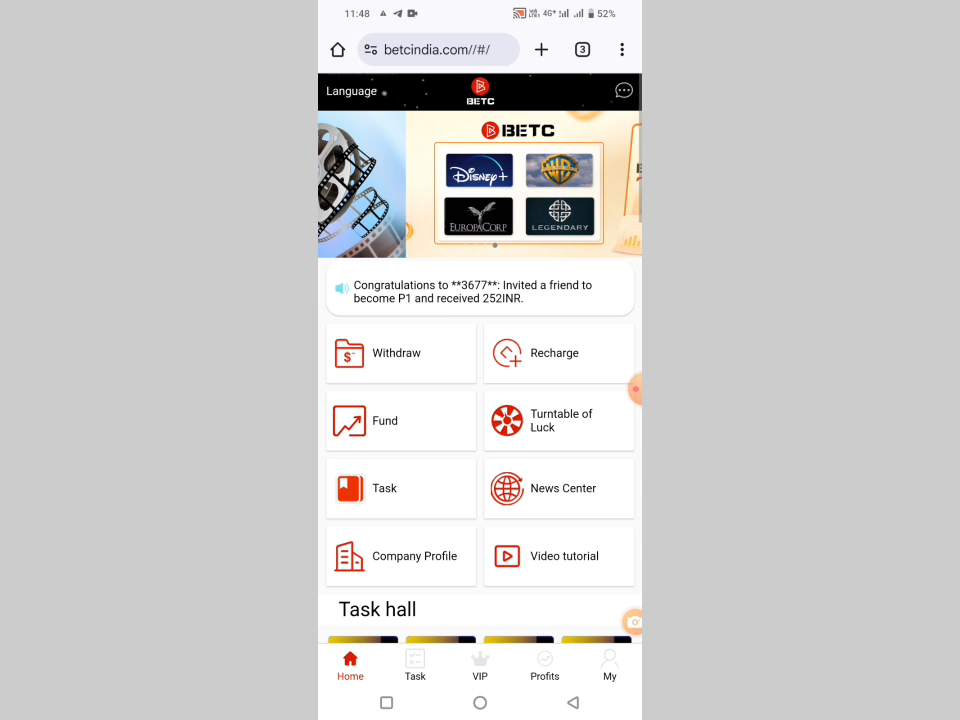 11:48
4G+
52%
betcindia.com//#/
3
Language
BETC
BETC
Disney+
WB
EUROPACORP
LEGENDARY
Congratulations to **3677**: Invited a friend to
become P1 and received 252INR.
Withdraw
Recharge
Fund
Turntable of
Luck
Task
News Center
Company Profile
Video tutorial
Task hall
Home
Task
VIP
Profits
My